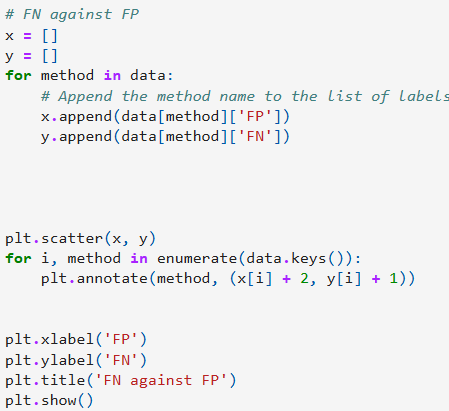 # FN against FP
x = []
y = []
for method in data:
    # Append the method name to the list of labels
    x.append(data[method]['FP'])
    y.append(data[method]['FN'])
plt.scatter(x, y)
for i, method in enumerate(data.keys()):
    plt.annotate(method, (x[i] + 2, y[i] + 1))
plt.xlabel('FP')
plt.ylabel('FN')
plt.title('FN against FP')
plt.show()